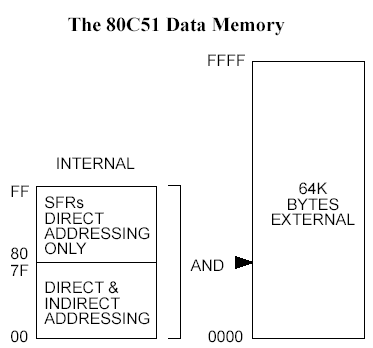 The 80C51 Data Memory
FFFF
INTERNAL
FF
SFRs
DIRECT
ADDRESSING
ONLY
80
7F
DIRECT &
INDIRECT
ADDRESSING
00
AND
64K
BYTES
EXTERNAL
0000